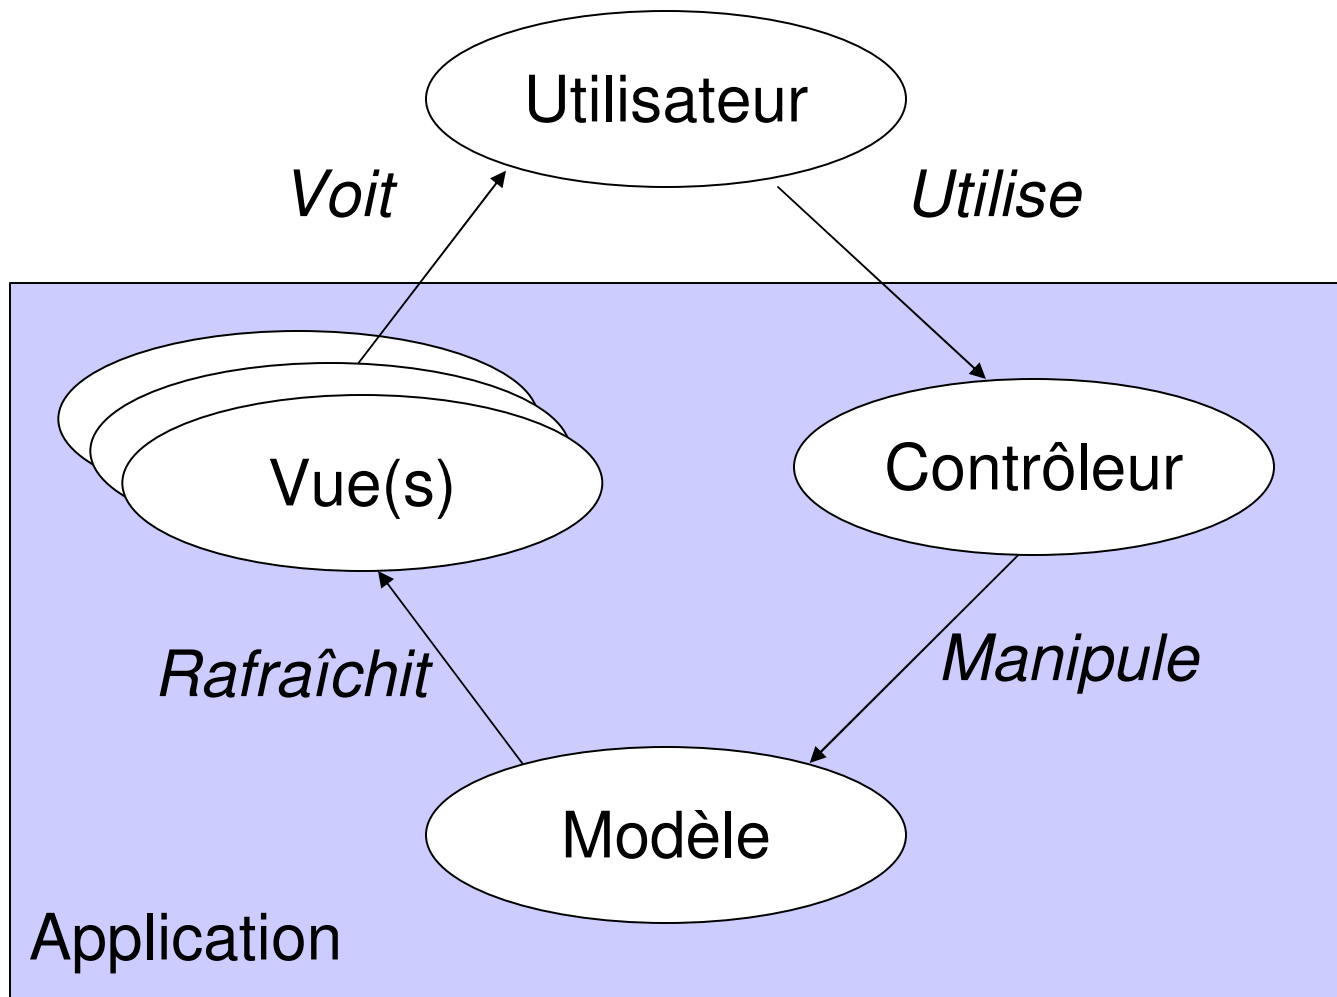 Utilisateur
Voit
Utilise
Vue(s)
Contrôleur
Rafraîchit
Manipule
Modèle
Application